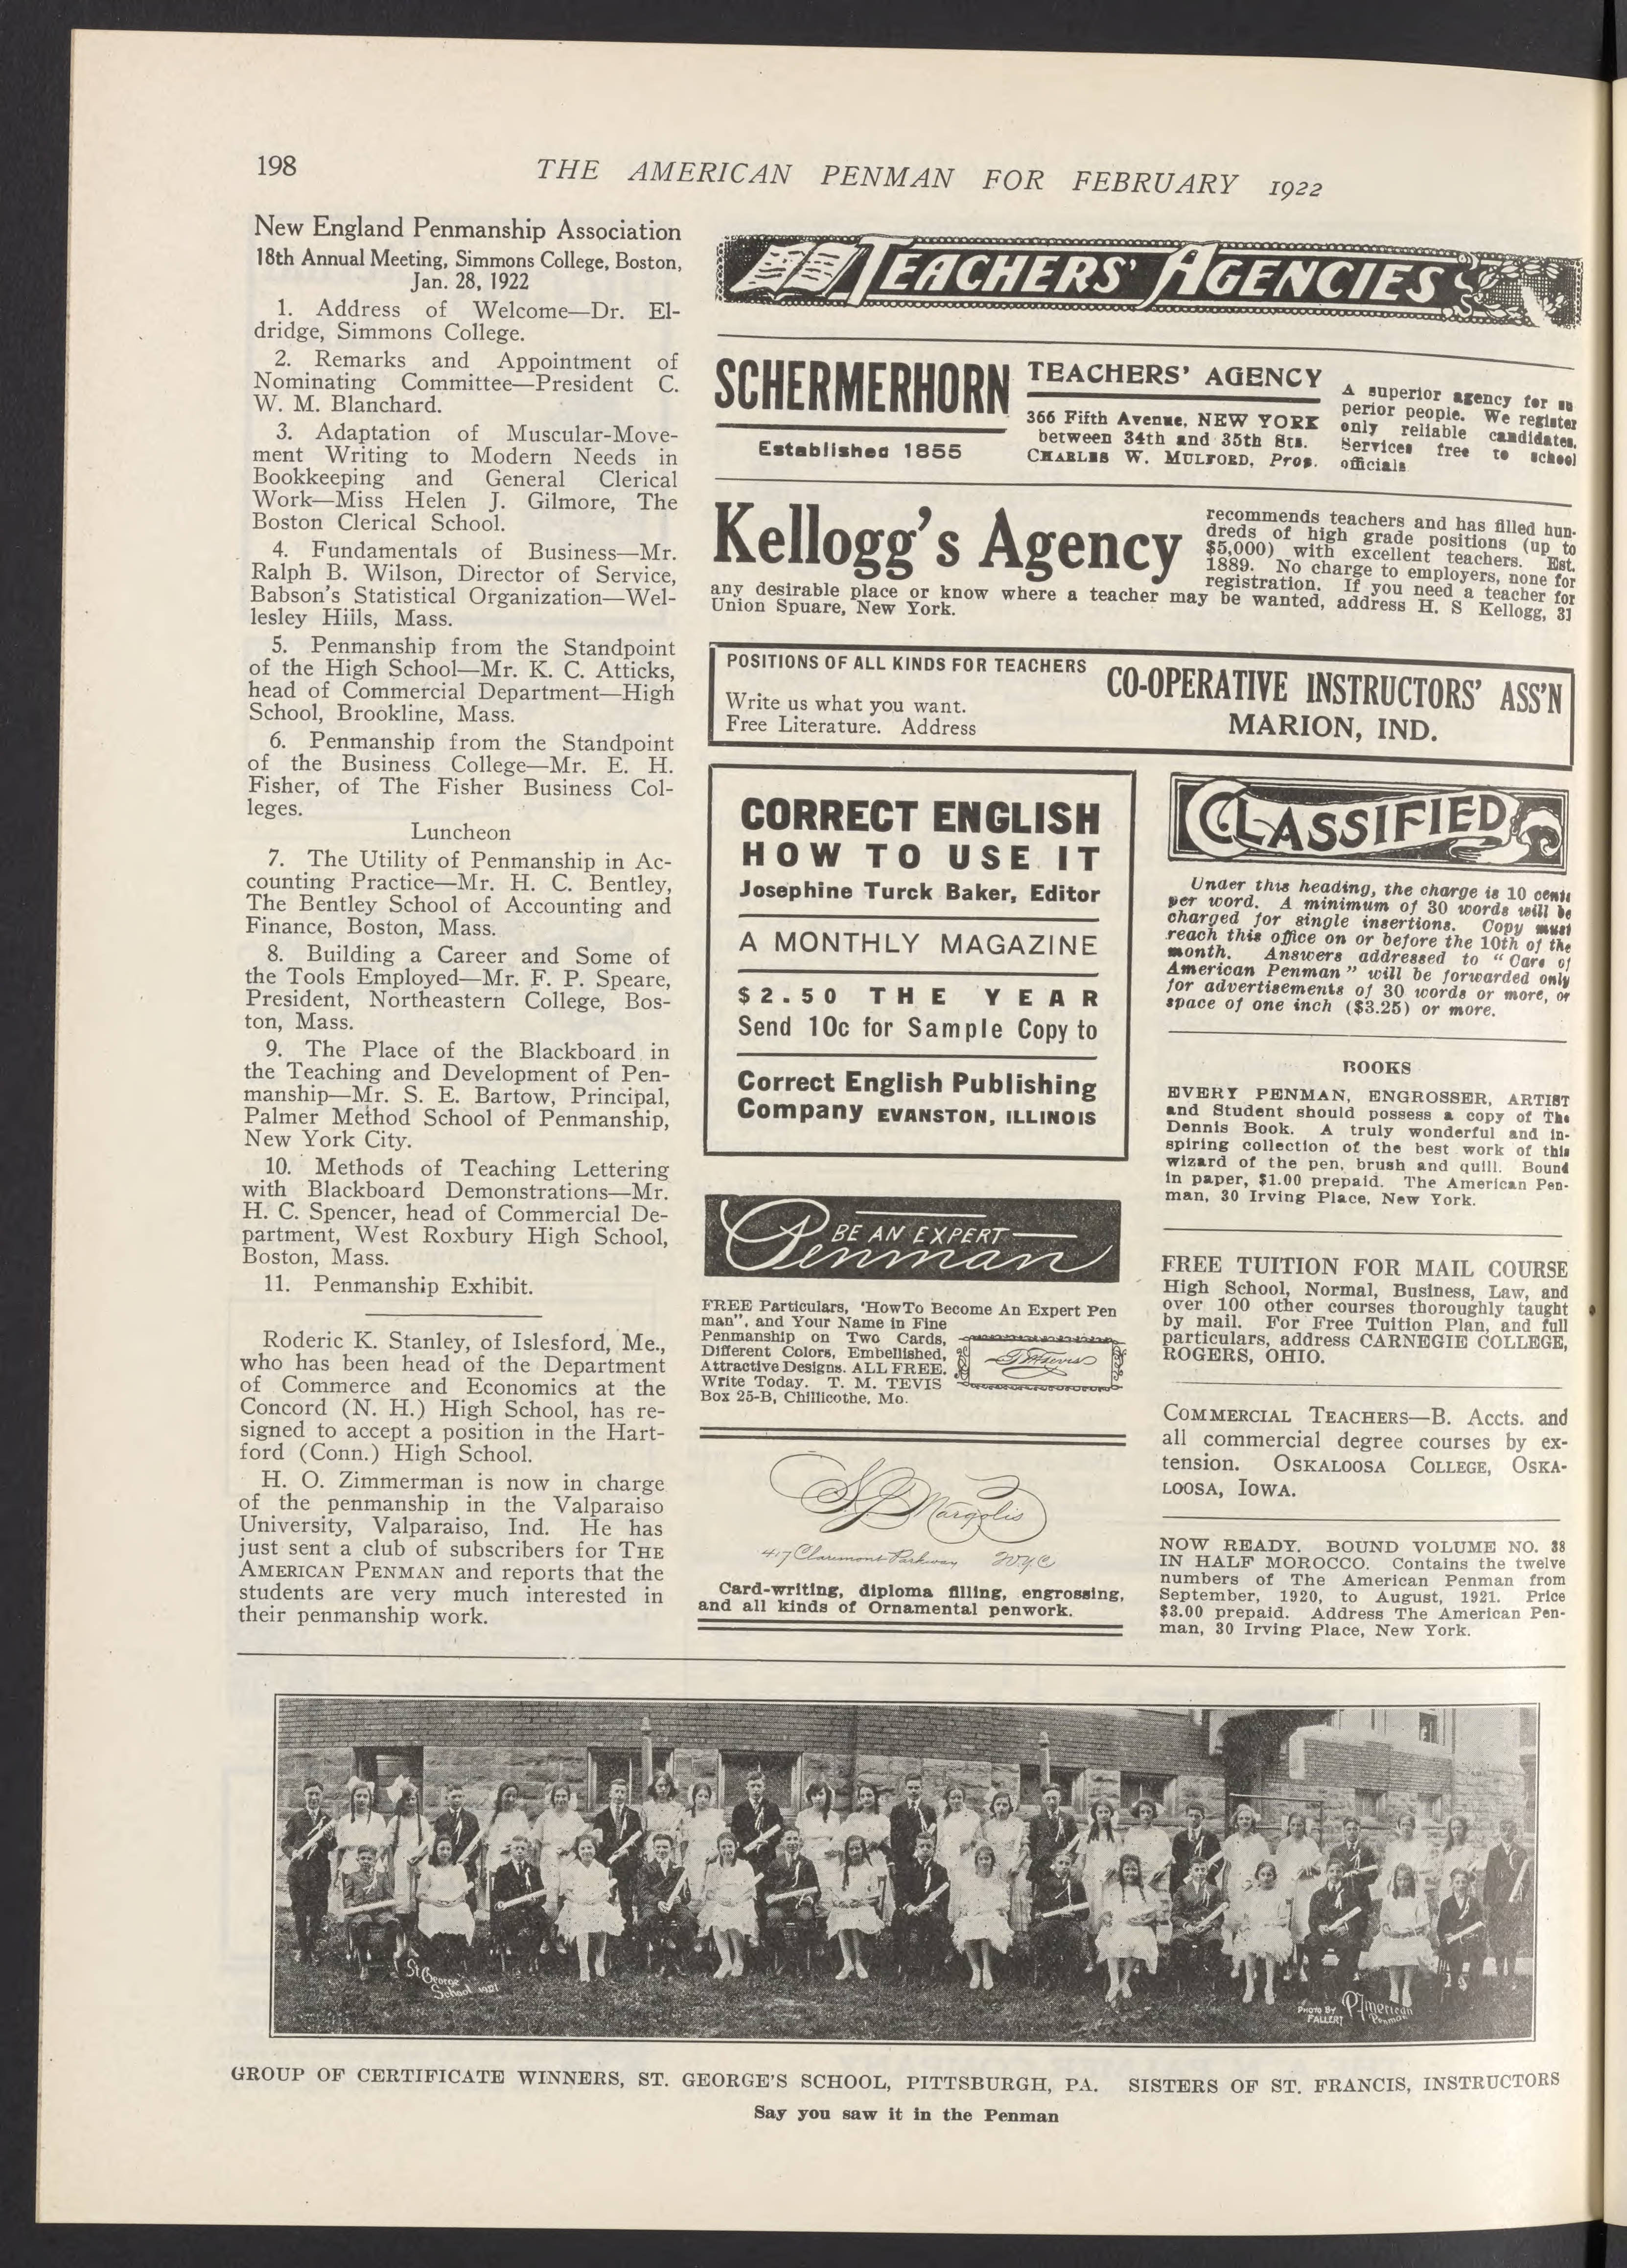 198
THE AMERICAN PENMAN FOR FEBRUARY 1922
New England Penmanship Association
18th Annual Meeting, Simmons College, Boston,
Jan. 28, 1922
1. Address of Welcome—Dr. El-
dridge, Simmons College.
2. Remarks and Appointment of
Nominating Committee—President C.
W. M. Blanchard.
3. Adaptation of Muscular-Move-
ment Writing to Modern Needs in
Bookkeeping and General Clerical
Work—Miss Helen J. Gilmore, The
Boston Clerical School.
4. Fundamentals of Business—Mr.
Ralph B. Wilson, Director of Service,
Babson's Statistical Organization—Wel-
lesley Hiils, Mass.
5. Penmanship from the Standpoint
of the High School—Mr. K. C. Atticks,
head of Commercial Department—High
School, Brookline, Mass.
6. Penmanship from the Standpoint
of the Business College—Mr. E. H.
Fisher, of The Fisher Business Col-
leges.
Luncheon
7. The Utility of Penmanship in Ac-
counting Practice—Mr. H. C. Bentley,
The Bentley School of Accounting and
Finance, Boston, Mass.
8. Building a Career and Some of
the Tools Employed—Mr. F. P. Speare,
President, Northeastern College, Bos-
ton, Mass.
9. The Place of the Blackboard in
the Teaching and Development of Pen-
manship—Mr. S. E. Bartow, Principal,
Palmer Method School of Penmanship,
New York City.
10. Methods of Teaching Lettering
with Blackboard Demonstrations—Mr.
H. C. Spencer, head of Commercial De-
partment, West Roxbury High School,
Boston, Mass.
11. Penmanship Exhibit.
Roderic K. Stanley, of Islesford, Me.,
who has been head of the Department
of Commerce and Economics at the
Concord (N. H.) High School, has re-
signed to accept a position in the Hart-
ford (Conn.) High School.
H. O. Zimmerman is now in charge
of the penmanship in the Valparaiso
University, Valparaiso, Ind. He has
just sent a club of subscribers for THE
AMERICAN PENMAN and reports that the
students are very much interested in
their penmanship work.
TEACHERS' AGENCIES
SCHERMERHORN
Established 1855
TEACHERS' AGENCY
366 Fifth Avenue, NEW YORK
between 34th and 35th Sts.
CHARLES W. MULFORD, Prop.
A superior agency for su
perior people. We register
only reliable candidates.
Services free to school
officials
Kellogg's Agency
recommends teachers and has filled hun-
dreds of high grade positions (up to
$5,000) with excellent teachers. Est.
1889. No charge to employers, none for
registration. If you need a teacher for
any desirable place or know where a teacher may be wanted, address H. S Kellogg, 31
Union Spuare, New York.
POSITIONS OF ALL KINDS FOR TEACHERS
Write us what you want.
Free Literature. Address
CO-OPERATIVE INSTRUCTORS' ASS'N
MARION, IND.
CORRECT ENGLISH
HOW TO USE IT
Josephine Turck Baker, Editor
A MONTHLY MAGAZINE
$2.50 THE YEAR
Send 10c for Sample Copy to
Correct English Publishing
Company EVANSTON, ILLINOIS
BE AN EXPERT
Penman
FREE Particulars, 'HowTo Become An Expert Pen
man", and Your Name in Fine
Penmanship on Two Cards,
Different Colors, Embellished,
Attractive Designs. ALL FREE.
Write Today. T. M. TEVIS
Box 25-B, Chillicothe, Mo.
T M Tevis
S J Margolis
417 Claremont Parkway N.Y.C
Card-writing, diploma filling, engrossing,
and all kinds of Ornamental penwork.
CLASSIFIED
Under this heading, the charge is 10 cents
per word. A minimum of 30 words will be
charged for single insertions. Copy must
reach this office on or before the 10th of the
month. Answers addressed to "Care of
American Penman" will be forwarded only
for advertisements of 30 words or more, or
space of one inch ($3.25) or more.
BOOKS
EVERY PENMAN, ENGROSSER, ARTIST
and Student should possess a copy of The
Dennis Book. A truly wonderful and in-
spiring collection of the best work of this
wizard of the pen, brush and quill. Bound
in paper, $1.00 prepaid. The American Pen-
man, 30 Irving Place, New York.
FREE TUITION FOR MAIL COURSE
High School, Normal, Business, Law, and
over 100 other courses thoroughly taught
by mail. For Free Tuition Plan, and full
particulars, address CARNEGIE COLLEGE,
ROGERS, OHIO.
COMMERCIAL TEACHERS—B. Accts. and
all commercial degree courses by ex-
tension. OSKALOOSA COLLEGE, OSKA-
LOOSA, IOWA.
NOW READY. BOUND VOLUME NO. 38
IN HALF MOROCCO. Contains the twelve
numbers of The American Penman from
September, 1920, to August, 1921. Price
$3.00 prepaid. Address The American Pen-
man, 30 Irving Place, New York.
St George
School 1921
PHOTO BY
PALLERT
American
Penman
GROUP OF CERTIFICATE WINNERS, ST. GEORGE'S SCHOOL, PITTSBURGH, PA. SISTERS OF ST. FRANCIS, INSTRUCTORS
Say you saw it in the Penman